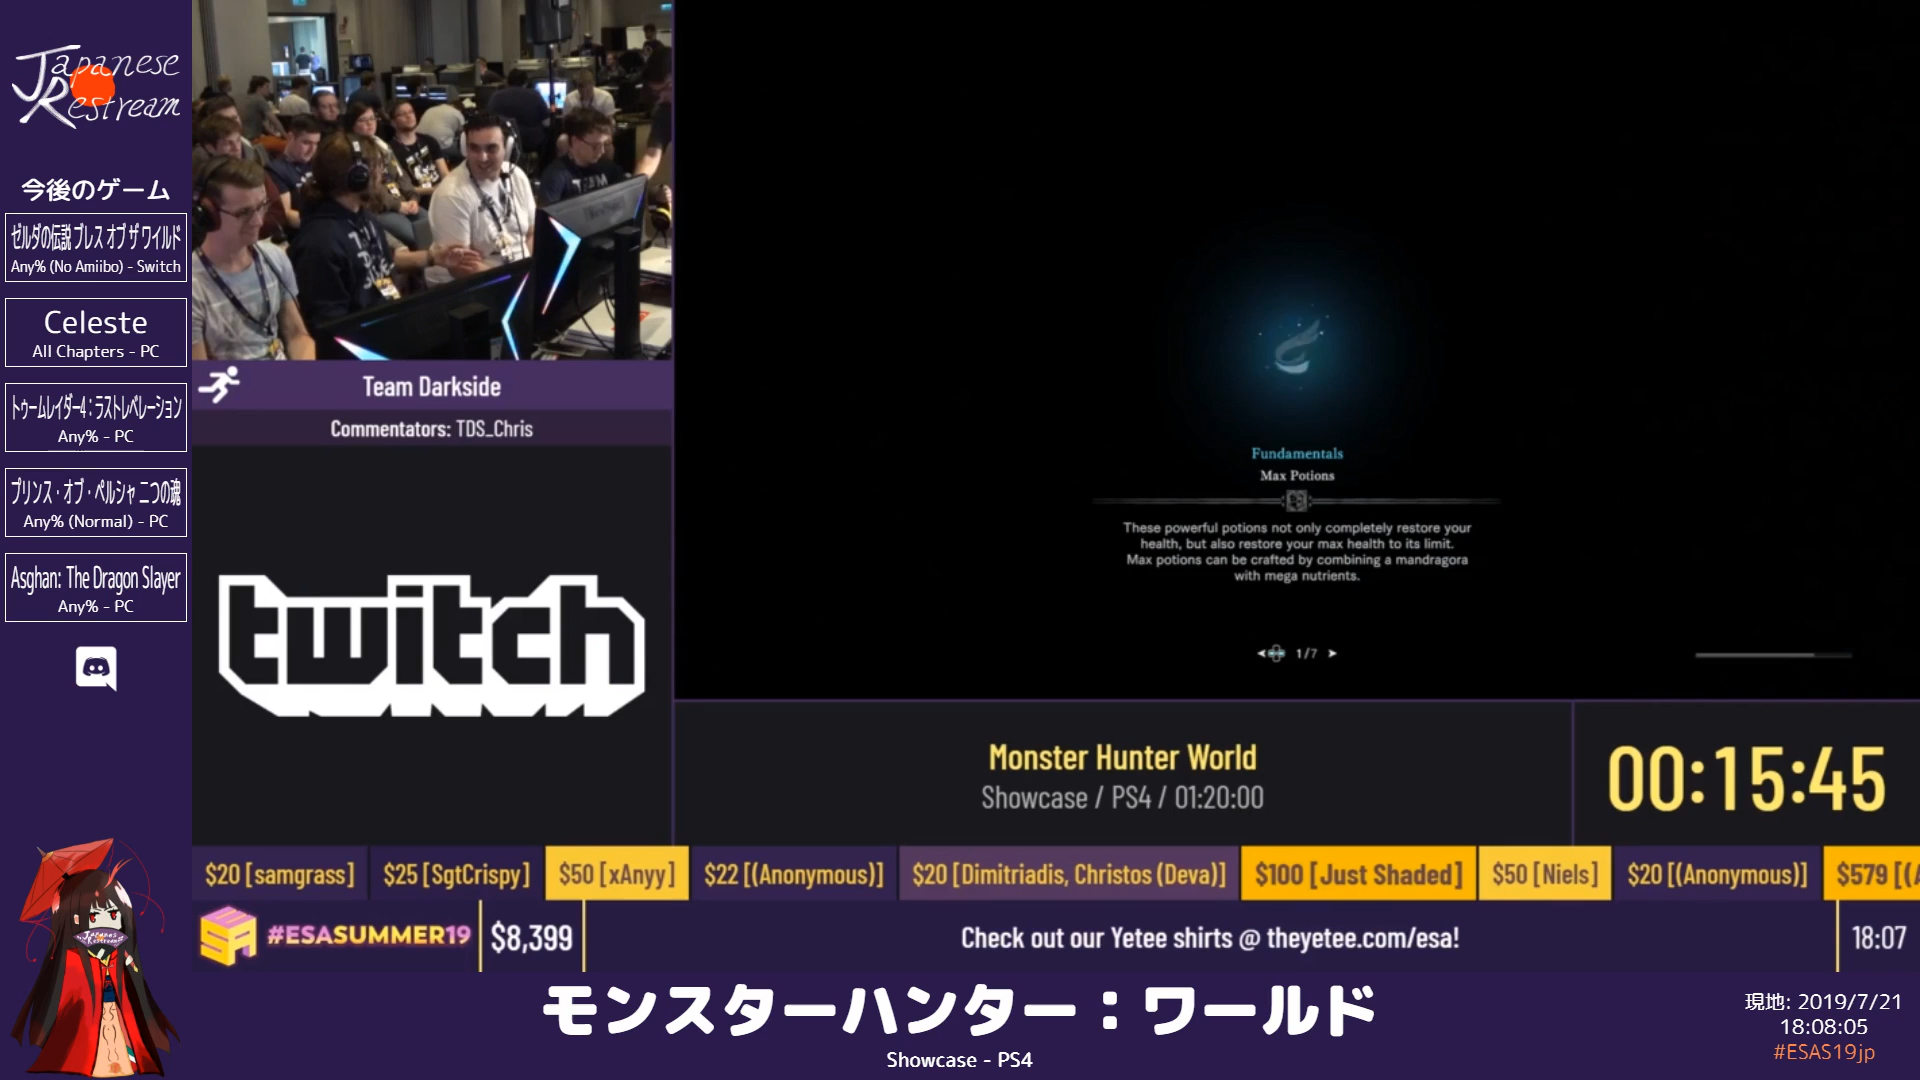 Japanese
Restream
今後のゲーム
ゼルダの伝説 ブレス オブ ザ ワイルド
Any% (No Amiibo) - Switch
Celeste
All Chapters - PC
トゥームレイダー4：ラストレベレーション
Any% - PC
プリンス・オブ・ペルシャ 二つの魂
Any% (Normal) - PC
Asghan: The Dragon Slayer
Any% - PC
Team Darkside
Commentators: TDS_Chris
twitch
Fundamentals
Max Potions
These powerful potions not only completely restore your
health, but also restore your max health to its limit.
Max potions can be crafted by combining a mandragora
with mega nutrients.
1/7
Monster Hunter World
Showcase / PS4 / 01:20:00
00:15:45
$20 [samgrass]
$25 [SgtCrispy]
$50 [xAnyy]
$22 [(Anonymous)]
$20 [Dimitriadis, Christos (Deva)]
$100 [Just Shaded]
$50 [Niels]
$20 [(Anonymous)]
$579 [(A
ESA #ESASUMMER19
$8,399
Check out our Yetee shirts @ theyetee.com/esa!
18:07
モンスターハンター：ワールド
Showcase - PS4
現地: 2019/7/21
18:08:05
#ESAS19jp